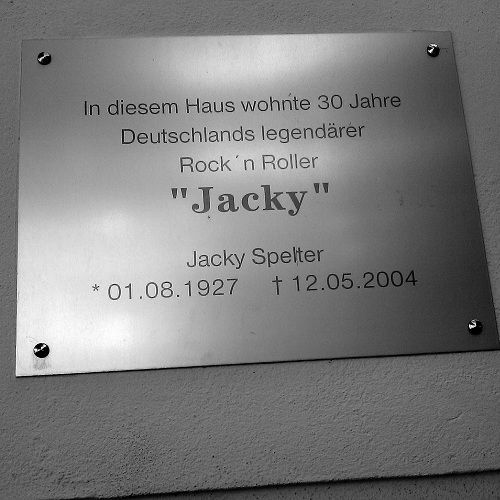 In diesem Haus wohnte 30 Jahre
Deutschlands legendärer
Rock´n Roller
"Jacky"
Jacky Spelter
* 01.08.1927 † 12.05.2004